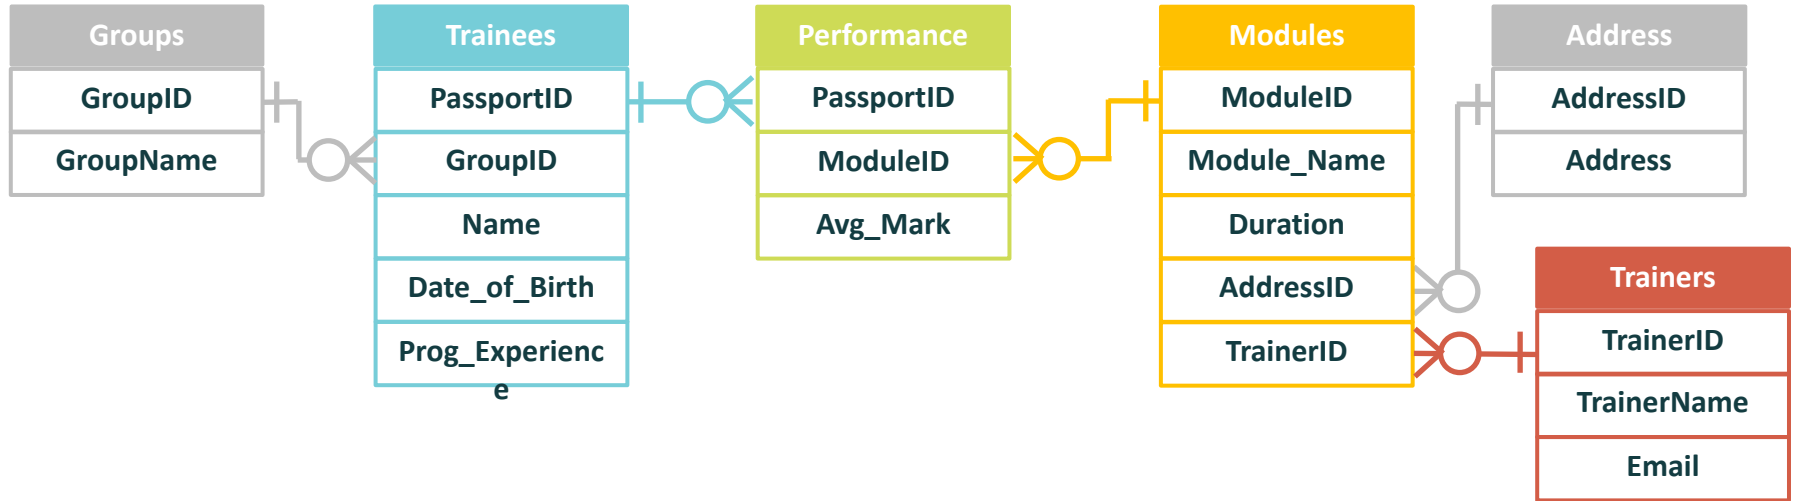 Groups
GroupID
GroupName
Trainees
PassportID
GroupID
Name
Date_of_Birth
Prog_Experienc
e
Performance
PassportID
ModuleID
Avg_Mark
Modules
ModuleID
Module_Name
Duration
AddressID
TrainerID
Address
AddressID
Address
Trainers
TrainerID
TrainerName
Email